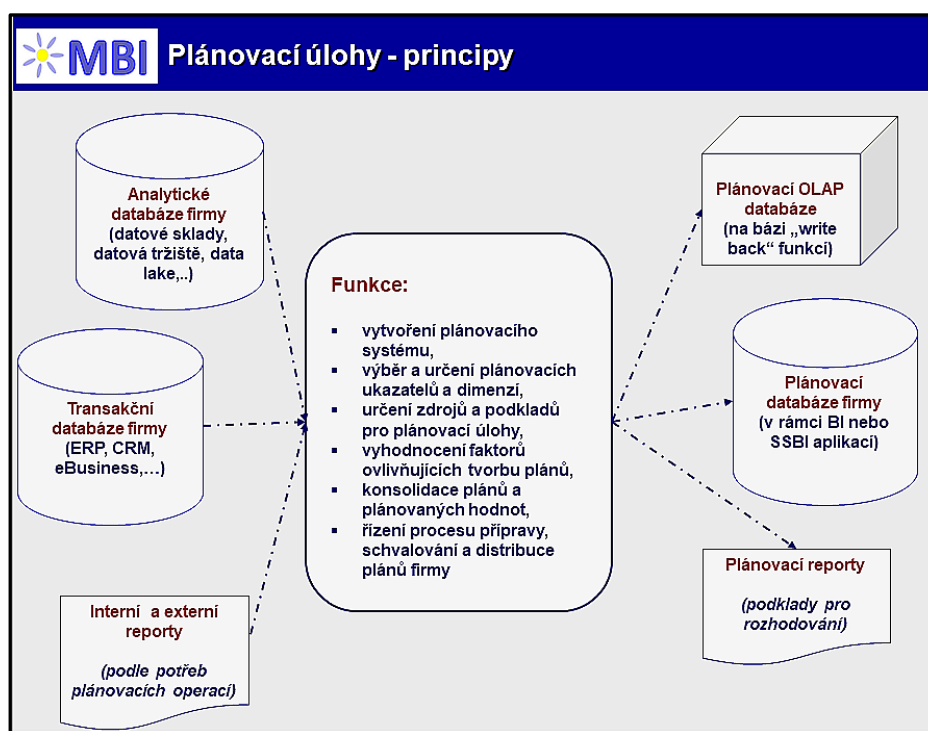 MBI
Plánovací úlohy - principy
Analytické
databáze firmy
(datové sklady,
datová tržiště, data
lake,..)
Transakční
databáze firmy
(ERP, CRM,
eBusiness,…)
Interní a externí
reporty
(podle potřeb
plánovacích operací)
Funkce:
▪ vytvoření plánovacího
systému,
▪ výběr a určení plánovacích
ukazatelů a dimenzí,
▪ určení zdrojů a podkladů
pro plánovací úlohy,
▪ vyhodnocení faktorů
ovlivňujících tvorbu plánů,
▪ konsolidace plánů a
plánovaných hodnot,
▪ řízení procesu přípravy,
schvalování a distribuce
plánů firmy
Plánovací OLAP
databáze
(na bázi „write
back“ funkcí)
Plánovací
databáze firmy
(v rámci BI nebo
SSBI aplikací)
Plánovací reporty
(podklady pro
rozhodování)